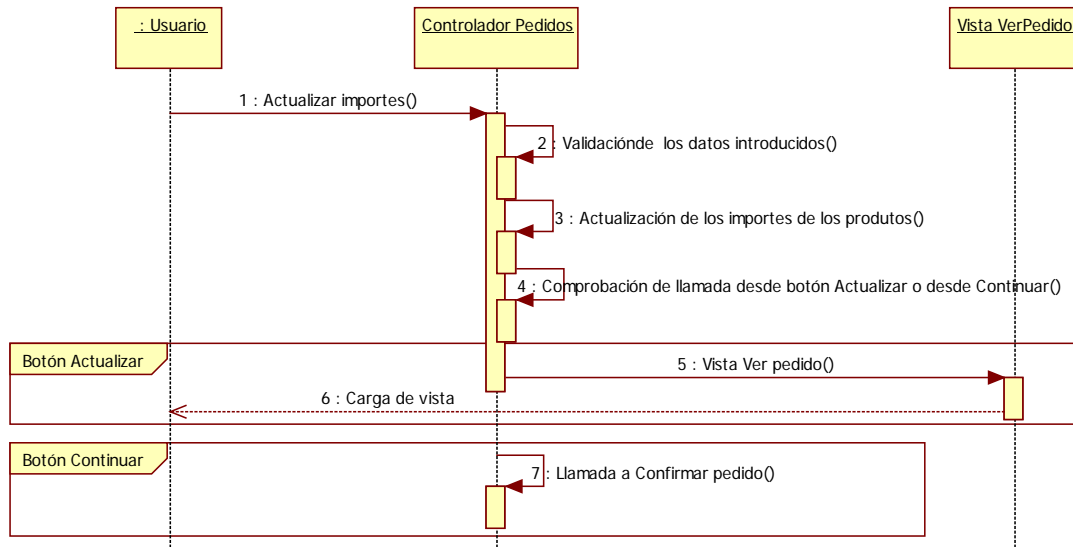 : Usuario
Controlador Pedidos
Vista VerPedido
1 : Actualizar importes()
2 : Validaciónde los datos introducidos()
3 : Actualización de los importes de los produtos()
4 : Comprobación de llamada desde botón Actualizar o desde Continuar()
Botón Actualizar
5 : Vista Ver pedido()
6 : Carga de vista
Botón Continuar
7 : Llamada a Confirmar pedido()